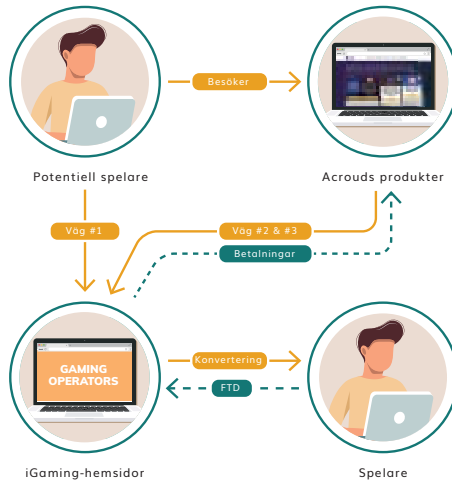 Besöker
Potentiell spelare
Acrouds produkter
Väg #1
Väg #2 & #3
Betalningar
GAMING
OPERATORS
Konvertering
FTD
iGaming-hemsidor
Spelare